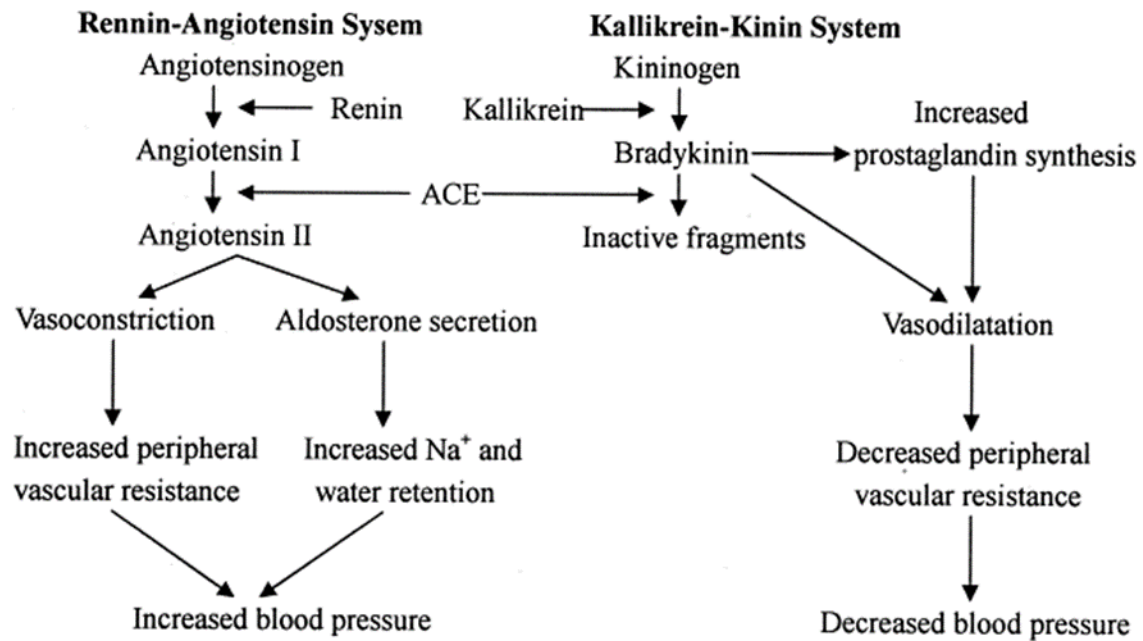 Rennin-Angiotensin Sysem
Kallikrein-Kinin System
Angiotensinogen
Kininogen
Renin
Kallikrein
Increased
prostaglandin synthesis
Angiotensin I
Bradykinin
ACE
Angiotensin II
Inactive fragments
Vasoconstriction
Aldosterone secretion
Vasodilatation
Increased peripheral
vascular resistance
Increased Na⁺ and
water retention
Decreased peripheral
vascular resistance
Increased blood pressure
Decreased blood pressure